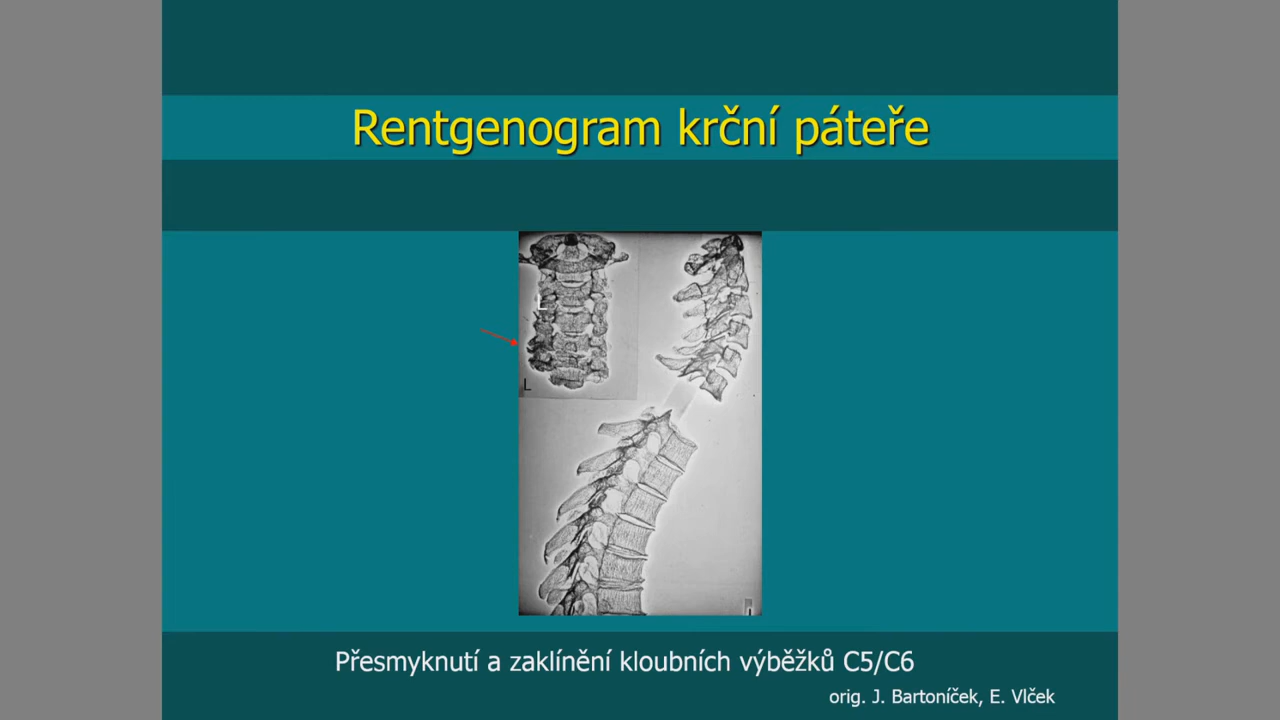 Rentgenogram krční páteře
L
L
Přesmyknutí a zaklínění kloubních výběžků C5/C6
orig. J. Bartoníček, E. Vlček